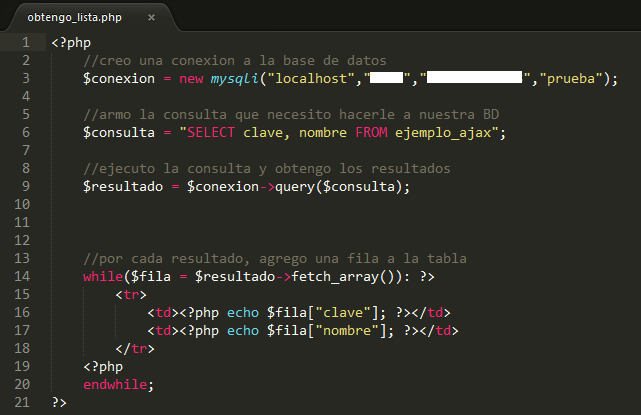 obtengo_lista.php ×
1 <?php
2 //creo una conexion a la base de datos
3 $conexion = new mysqli("localhost","","","prueba");
4
5 //armo la consulta que necesito hacerle a nuestra BD
6 $consulta = "SELECT clave, nombre FROM ejemplo_ajax";
7
8 //ejecuto la consulta y obtengo los resultados
9 $resultado = $conexion->query($consulta);
10
11
12
13 //por cada resultado, agrego una fila a la tabla
14 while($fila = $resultado->fetch_array()): ?>
15 <tr>
16 <td><?php echo $fila["clave"]; ?></td>
17 <td><?php echo $fila["nombre"]; ?></td>
18 </tr>
19 <?php
20 endwhile;
21 ?>